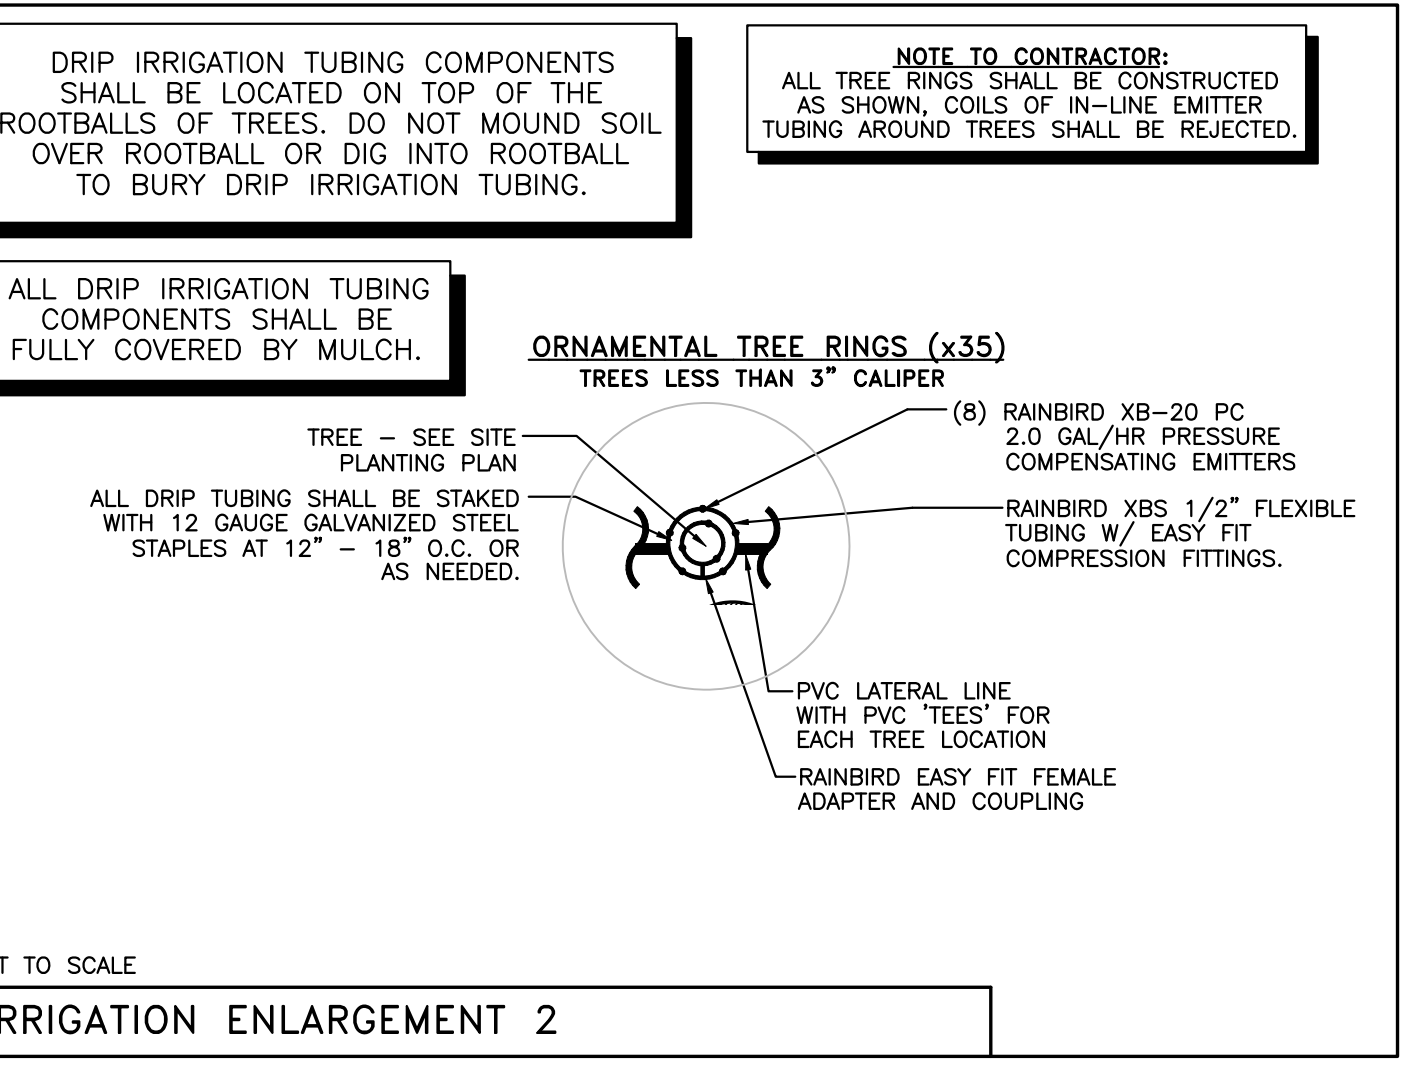 DRIP IRRIGATION TUBING COMPONENTS
SHALL BE LOCATED ON TOP OF THE
ROOTBALLS OF TREES. DO NOT MOUND SOIL
OVER ROOTBALL OR DIG INTO ROOTBALL
TO BURY DRIP IRRIGATION TUBING.
NOTE TO CONTRACTOR:
ALL TREE RINGS SHALL BE CONSTRUCTED
AS SHOWN, COILS OF IN-LINE EMITTER
TUBING AROUND TREES SHALL BE REJECTED.
ALL DRIP IRRIGATION TUBING
COMPONENTS SHALL BE
FULLY COVERED BY MULCH.
ORNAMENTAL TREE RINGS (x35)
TREES LESS THAN 3" CALIPER
TREE - SEE SITE
PLANTING PLAN
ALL DRIP TUBING SHALL BE STAKED
WITH 12 GAUGE GALVANIZED STEEL
STAPLES AT 12" - 18" O.C. OR
AS NEEDED.
(8) RAINBIRD XB-20 PC
2.0 GAL/HR PRESSURE
COMPENSATING EMITTERS
RAINBIRD XBS 1/2" FLEXIBLE
TUBING W/ EASY FIT
COMPRESSION FITTINGS.
PVC LATERAL LINE
WITH PVC 'TEES' FOR
EACH TREE LOCATION
RAINBIRD EASY FIT FEMALE
ADAPTER AND COUPLING
T TO SCALE
RRIGATION ENLARGEMENT 2